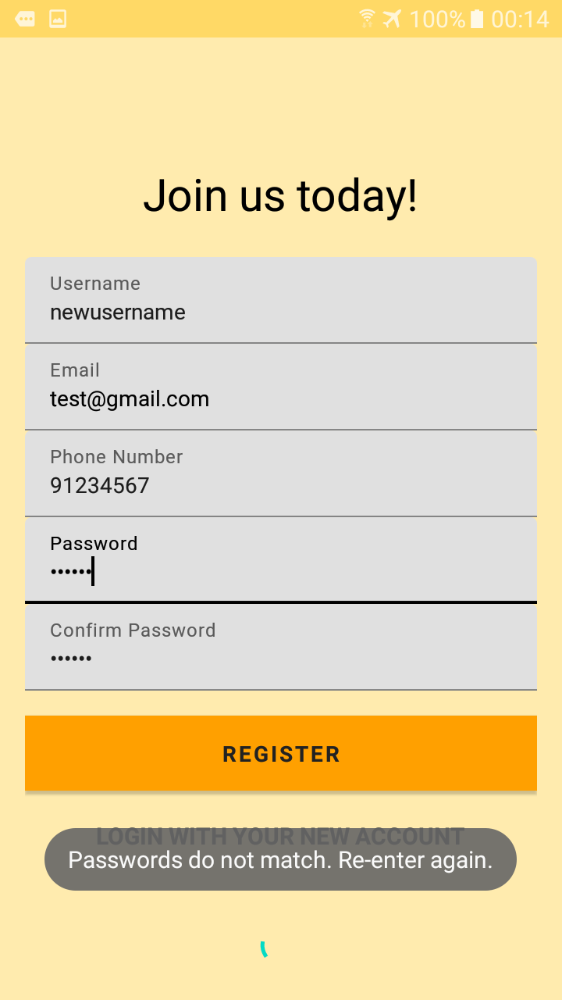 100% 00:14
Join us today!
Username
newusername
Email
test@gmail.com
Phone Number
91234567
Password
••••••
Confirm Password
••••••
REGISTER
LOGIN WITH YOUR NEW ACCOUNT
Passwords do not match. Re-enter again.